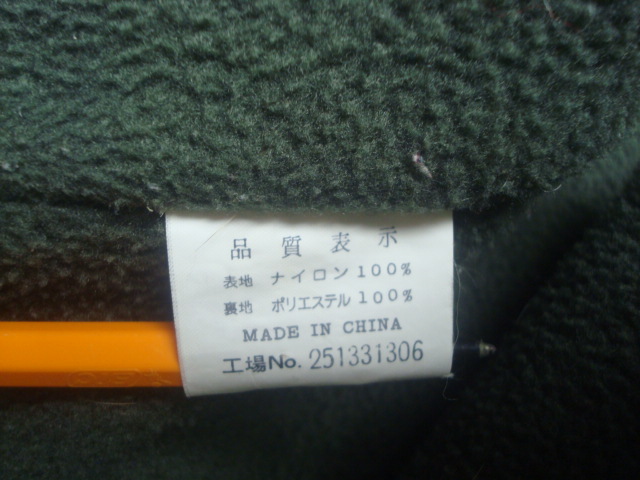 品質表示
表地 ナイロン100%
裏地 ポリエステル100%
MADE IN CHINA
工場No. 251331306